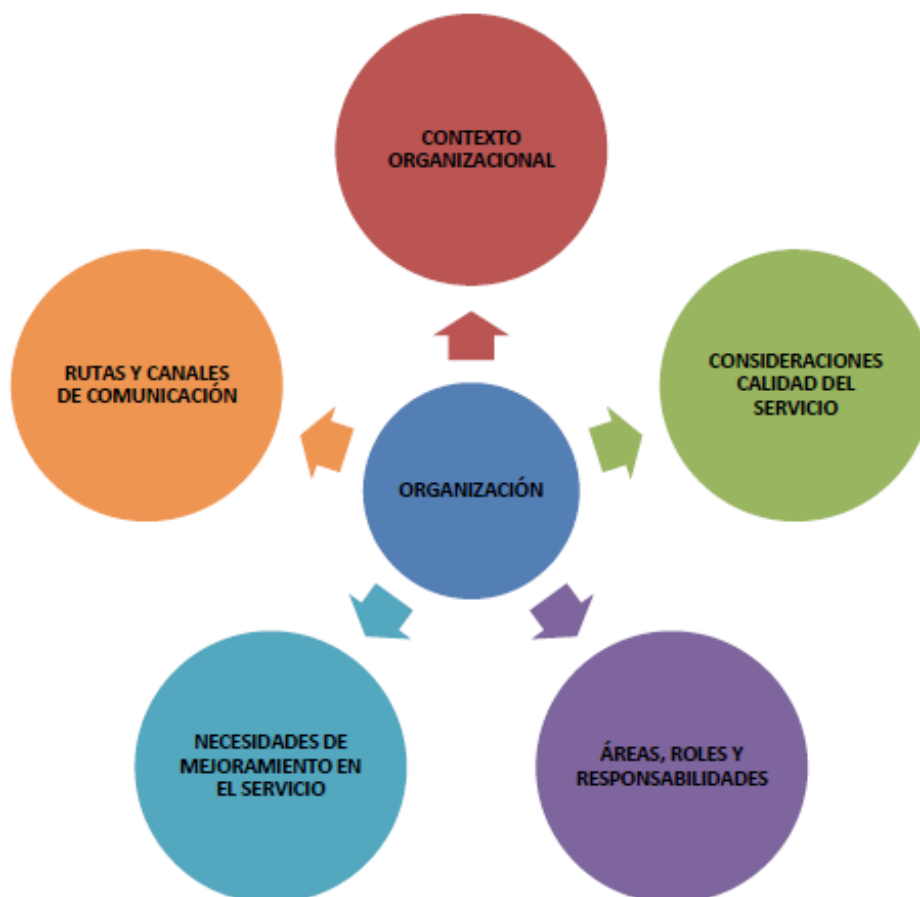 CONTEXTO
ORGANIZACIONAL
RUTAS Y CANALES
DE COMUNICACIÓN
CONSIDERACIONES
CALIDAD DEL
SERVICIO
ORGANIZACIÓN
NECESIDADES DE
MEJORAMIENTO EN
EL SERVICIO
ÁREAS, ROLES Y
RESPONSABILIDADES